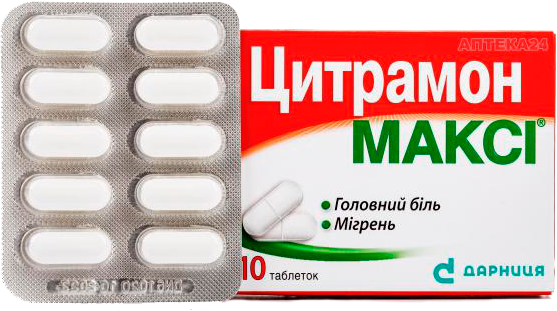 АПТЕКА24
Цитрамон
МАКСІ®
Головний біль
Мігрень
10 таблеток
ДАРНИЦЯ